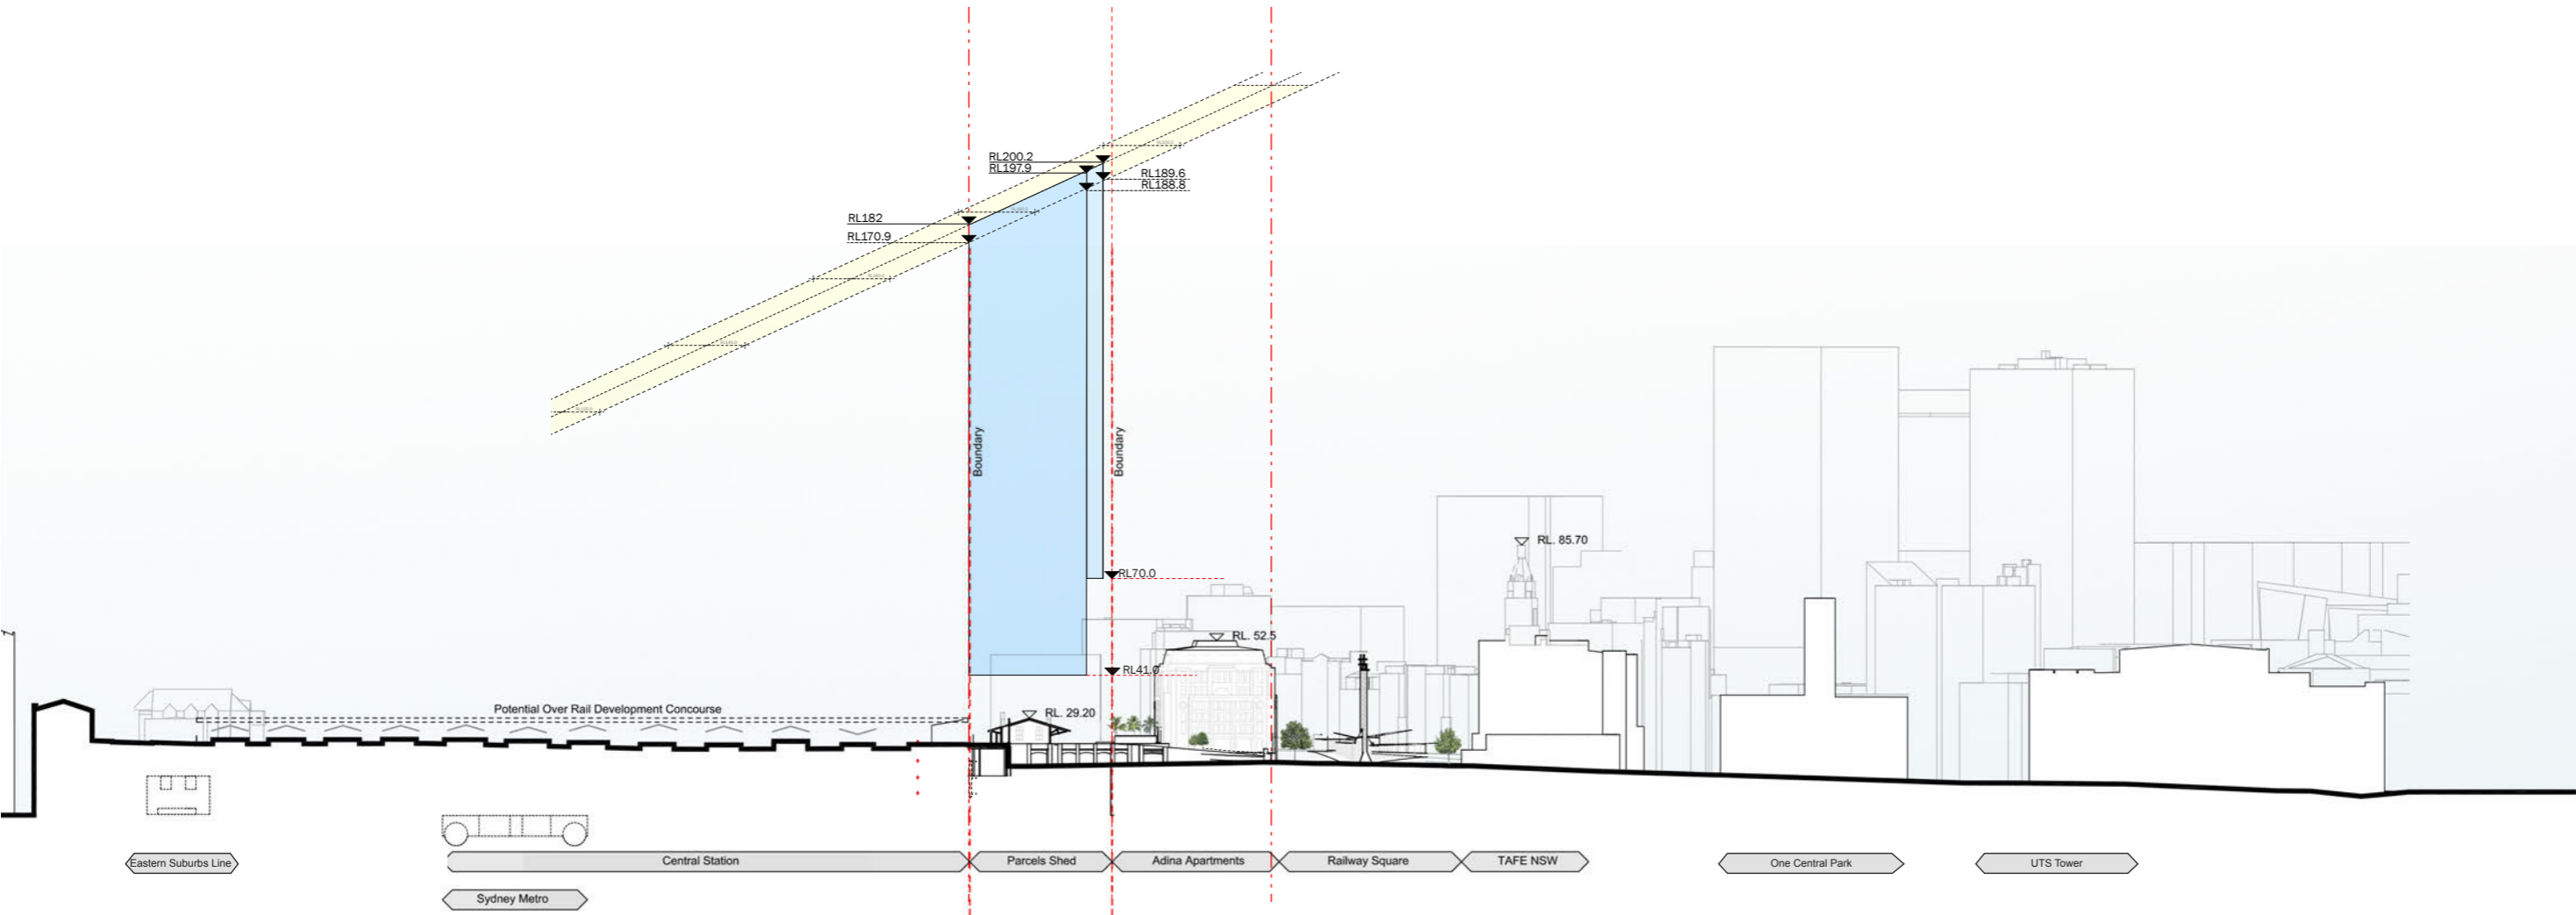 RL200.2
RL197.9
RL189.6
RL188.8
RL182
RL170.9
Boundary
Boundary
RL. 85.70
RL70.0
RL. 52.5
RL41.0
Potential Over Rail Development Concourse
RL. 29.20
Eastern Suburbs Line
Central Station
Parcels Shed
Adina Apartments
Railway Square
TAFE NSW
One Central Park
UTS Tower
Sydney Metro